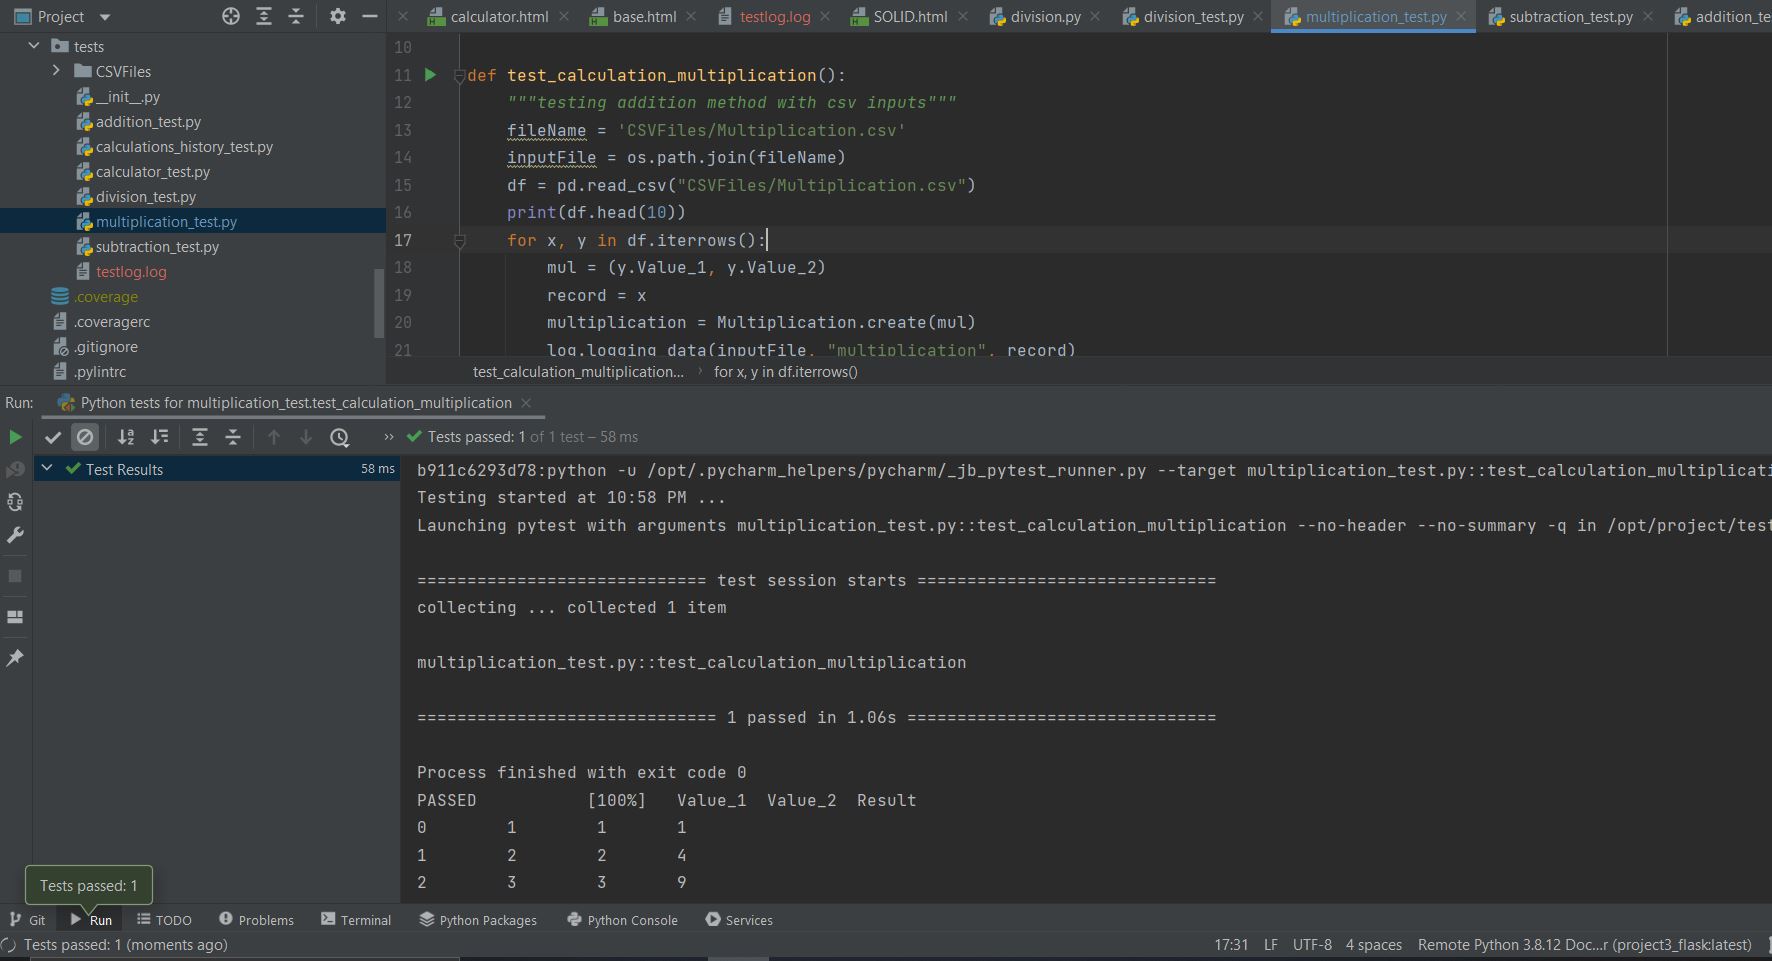 Project
calculator.html
base.html
testlog.log
SOLID.html
division.py
division_test.py
multiplication_test.py
subtraction_test.py
addition_te
tests
CSVFiles
__init__.py
addition_test.py
calculations_history_test.py
calculator_test.py
division_test.py
multiplication_test.py
subtraction_test.py
testlog.log
.coverage
.coveragerc
.gitignore
.pylintrc
10
11 def test_calculation_multiplication():
12 """testing addition method with csv inputs"""
13 fileName = 'CSVFiles/Multiplication.csv'
14 inputFile = os.path.join(fileName)
15 df = pd.read_csv("CSVFiles/Multiplication.csv")
16 print(df.head(10))
17 for x, y in df.iterrows():
18 mul = (y.Value_1, y.Value_2)
19 record = x
20 multiplication = Multiplication.create(mul)
21 log.logging_data(inputFile, "multiplication", record)
test_calculation_multiplication... › for x, y in df.iterrows()
Run: Python tests for multiplication_test.test_calculation_multiplication
» Tests passed: 1 of 1 test – 58 ms
Test Results 58 ms
b911c6293d78:python -u /opt/.pycharm_helpers/pycharm/_jb_pytest_runner.py --target multiplication_test.py::test_calculation_multiplicati
Testing started at 10:58 PM ...
Launching pytest with arguments multiplication_test.py::test_calculation_multiplication --no-header --no-summary -q in /opt/project/test
============================= test session starts ==============================
collecting ... collected 1 item
multiplication_test.py::test_calculation_multiplication
============================== 1 passed in 1.06s ===============================
Process finished with exit code 0
PASSED [100%] Value_1 Value_2 Result
0 1 1 1
1 2 2 4
2 3 3 9
Tests passed: 1
Git
Run
TODO
Problems
Terminal
Python Packages
Python Console
Services
Tests passed: 1 (moments ago)
17:31 LF UTF-8 4 spaces Remote Python 3.8.12 Doc...r (project3_flask:latest)